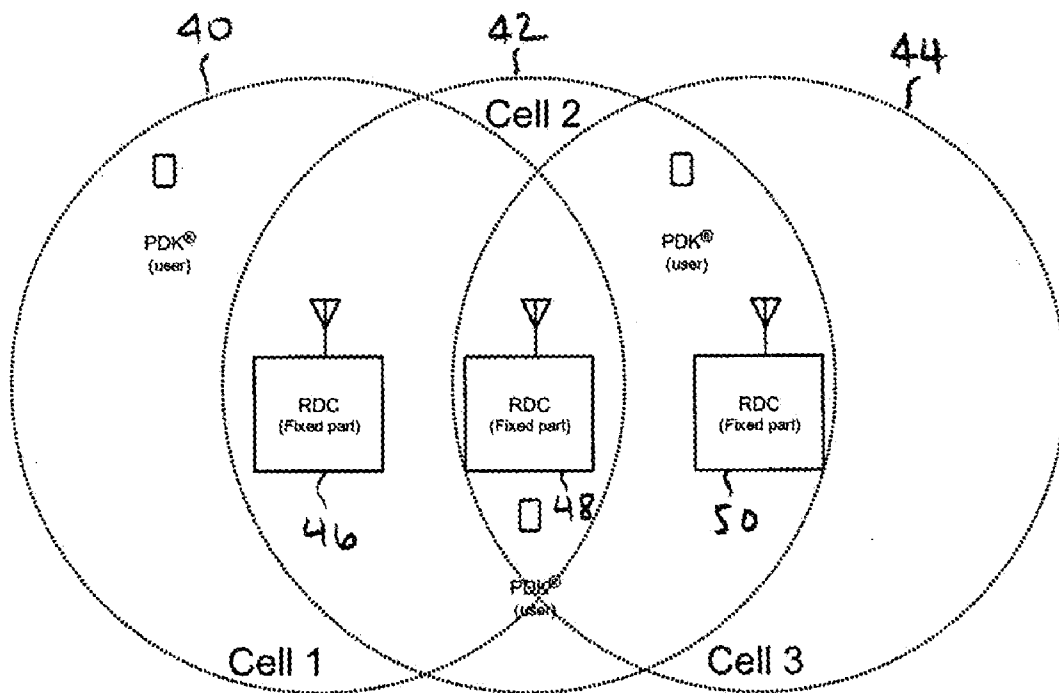 40
42
44
Cell 2
PDK®
(user)
PDK®
(user)
RDC
(Fixed part)
RDC
(Fixed part)
RDC
(Fixed part)
46
48
50
PDK®
(user)
Cell 1
Cell 3